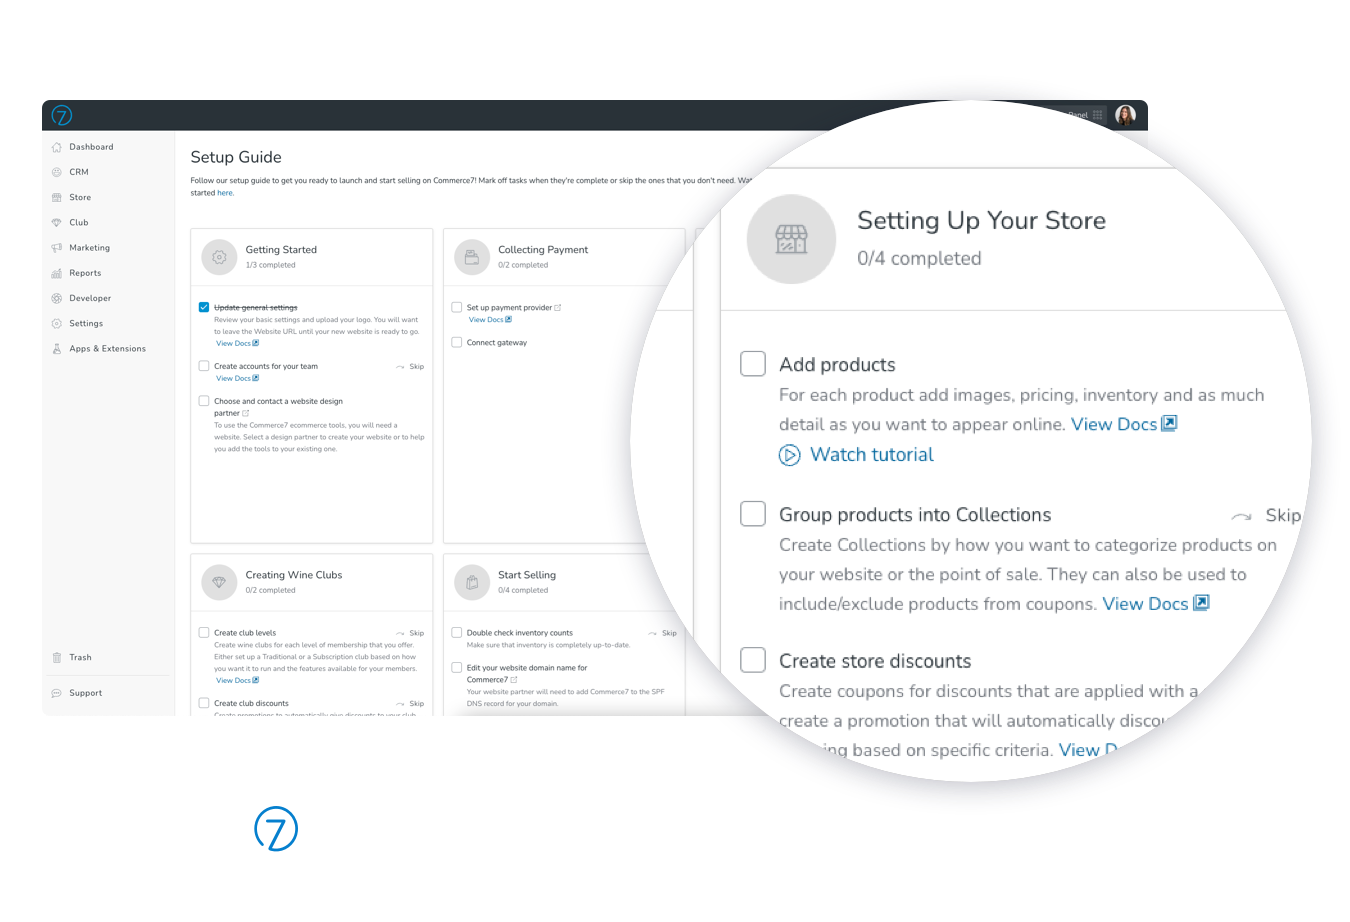 7
Panel
Dashboard
CRM
Store
Club
Marketing
Reports
Developer
Settings
Apps & Extensions
Trash
Support
Setup Guide
Follow our setup guide to get you ready to launch and start selling on Commerce7! Mark off tasks when they're complete or skip the ones that you don't need.
started here.
Getting Started
1/3 completed
Update general settings
Review your basic settings and upload your logo. You will want
to leave the Website URL until your new website is ready to go.
View Docs
Create accounts for your team
Skip
View Docs
Choose and contact a website design
partner
To use the Commerce7 ecommerce tools, you will need a
website. Select a design partner to create your website or to help
you add the tools to your existing one.
Collecting Payment
0/2 completed
Set up payment provider
View Docs
Connect gateway
Creating Wine Clubs
0/2 completed
Create club levels
Skip
Create wine clubs for each level of membership that you offer.
Either set up a Traditional or a Subscription club based on how
you want it to run and the features available for your members.
View Docs
Create club discounts
Skip
Create promotions to automatically give discounts to your club
Start Selling
0/4 completed
Double check inventory counts
Skip
Make sure that inventory is completely up-to-date.
Edit your website domain name for
Commerce7
Your website partner will need to add Commerce7 to the SPF
DNS record for your domain.
Setting Up Your Store
0/4 completed
Add products
For each product add images, pricing, inventory and as much
detail as you want to appear online. View Docs
Watch tutorial
Group products into Collections
Skip
Create Collections by how you want to categorize products on
your website or the point of sale. They can also be used to
include/exclude products from coupons. View Docs
Create store discounts
Create coupons for discounts that are applied with a
create a promotion that will automatically
based on specific criteria. View
7